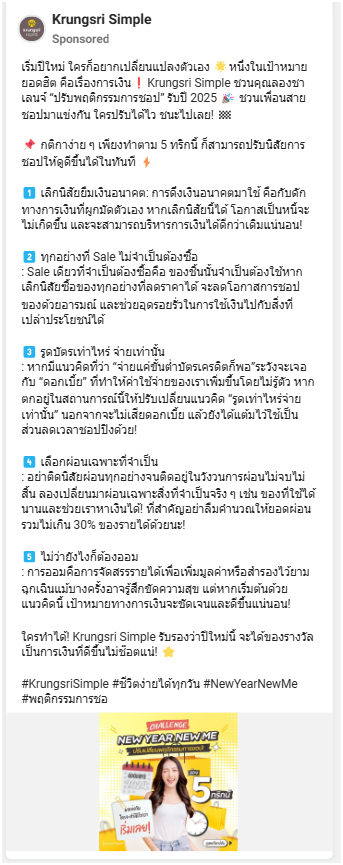 Krungsri Simple
Sponsored
เริ่มปีใหม่ ใครก็อยากเปลี่ยนแปลงตัวเอง 🌟 หนึ่งในเป้าหมาย
ยอดฮิต คือเรื่องการเงิน❗ Krungsri Simple ชวนคุณลองชา
เลนจ์ “ปรับพฤติกรรมการชอป” รับปี 2025 🎉 ชวนเพื่อนสาย
ชอปมาแข่งกัน ใครปรับได้ไว ชนะไปเลย! 🏁
📌 กติกาง่าย ๆ เพียงทำตาม 5 ทริกนี้ ก็สามารถปรับนิสัยการ
ชอปให้ดูดีขึ้นได้ในทันที ⚡
1️⃣ เลิกนิสัยยืมเงินอนาคต: การดึงเงินอนาคตมาใช้ คือกับดัก
ทางการเงินที่ผูกมัดตัวเอง หากเลิกนิสัยนี้ได้ โอกาสเป็นหนี้จะ
ไม่เกิดขึ้น และจะสามารถบริหารการเงินได้ดีกว่าเดิมแน่นอน!
2️⃣ ทุกอย่างที่ Sale ไม่จำเป็นต้องซื้อ
: Sale เดียวที่จำเป็นต้องซื้อคือ ของชิ้นนั้นจำเป็นต้องใช้หาก
เลิกนิสัยซื้อของทุกอย่างที่ลดราคาได้ จะลดโอกาสการชอป
ของด้วยอารมณ์ และช่วยอุดรอยรั่วในการใช้เงินไปกับสิ่งที่
เปล่าประโยชน์ได้
3️⃣ รูดบัตรเท่าไหร่ จ่ายเท่านั้น
: หากมีแนวคิดที่ว่า “จ่ายแค่ขั้นต่ำบัตรเครดิตก็พอ”ระวังจะเจอ
กับ “ดอกเบี้ย” ที่ทำให้ค่าใช้จ่ายของเราเพิ่มขึ้นโดยไม่รู้ตัว หาก
ตกอยู่ในสถานการณ์นี้ให้ปรับเปลี่ยนแนวคิด “รูดเท่าไหร่จ่าย
เท่านั้น” นอกจากจะไม่เสียดอกเบี้ย แล้วยังได้แต้มไว้ใช้เป็น
ส่วนลดเวลาชอปปิงด้วย!
4️⃣ เลือกผ่อนเฉพาะที่จำเป็น
: อย่าติดนิสัยผ่อนทุกอย่างจนติดอยู่ในวังวนการผ่อนไม่จบไม่
สิ้น ลองเปลี่ยนมาผ่อนเฉพาะสิ่งที่จำเป็นจริง ๆ เช่น ของที่ใช้ได้
นานและช่วยเราหาเงินได้! ที่สำคัญอย่าลืมคำนวณให้ยอดผ่อน
รวมไม่เกิน 30% ของรายได้ด้วยนะ!
5️⃣ ไม่ว่ายังไงก็ต้องออม
: การออมคือการจัดสรรรายได้เพื่อเพิ่มมูลค่าหรือสำรองไว้ยาม
ฉุกเฉินแม้บางครั้งอาจรู้สึกขัดความสุข แต่หากเริ่มต้นด้วย
แนวคิดนี้ เป้าหมายทางการเงินจะชัดเจนและดีขึ้นแน่นอน!
ใครทำได้! Krungsri Simple รับรองว่าปีใหม่นี้ จะได้ของรางวัล
เป็นการเงินที่ดีขึ้นไม่ช็อตแน่! ⭐
#KrungsriSimple #ชีวิตง่ายได้ทุกวัน #NewYearNewMe
#พฤติกรรมการชอ
CHALLENGE
NEW YEAR NEW ME
ปรับเปลี่ยนพฤติกรรมการชอป!
5
ทริกนี้
เริ่มเลย!